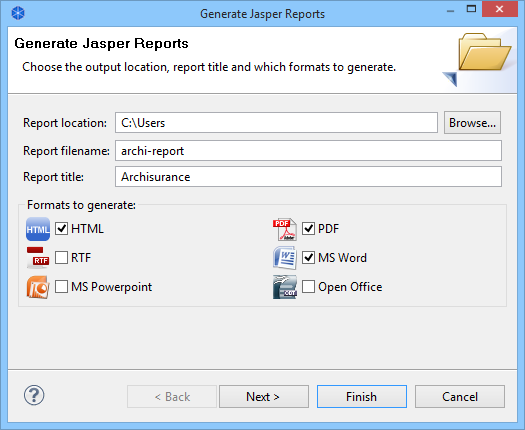 Generate Jasper Reports
Generate Jasper Reports
Choose the output location, report title and which formats to generate.
Report location: C:\Users Browse...
Report filename: archi-report
Report title: Archisurance
Formats to generate:
HTML HTML PDF
RTF RTF MS Word
MS Powerpoint ODT Open Office
? < Back Next > Finish Cancel